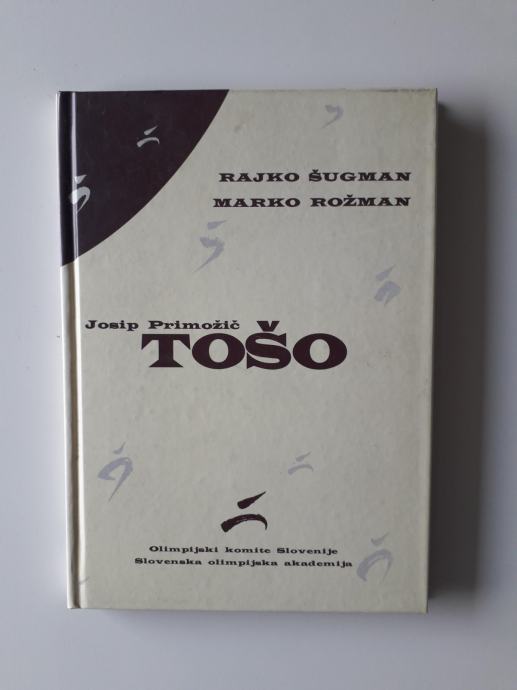 RAJKO ŠUGMAN
MARKO ROŽMAN
Josip Primožič
TOŠO
Olimpijski komite Slovenije
Slovenska olimpijska akademija